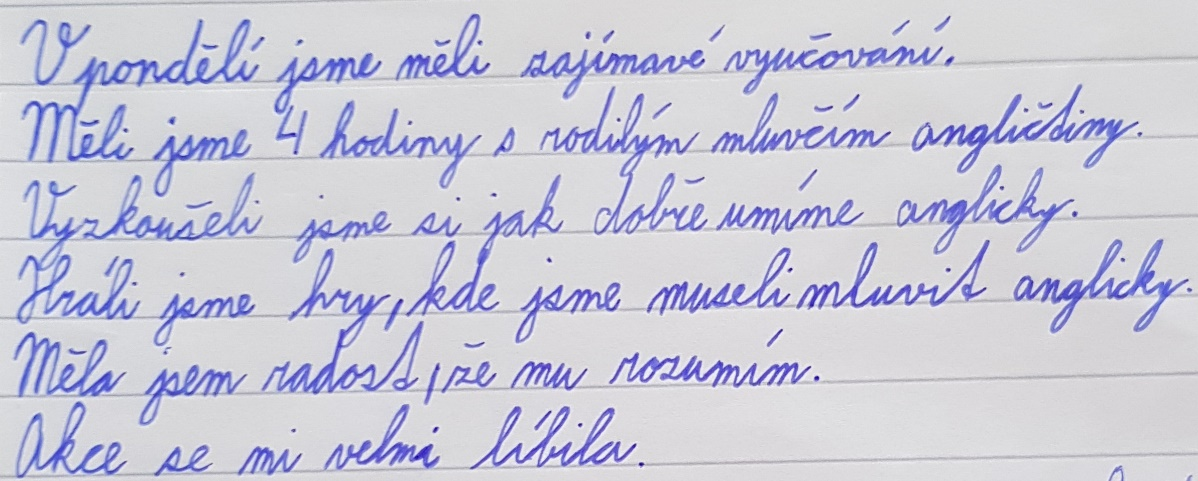 V pondělí jsme měli zajímavé vyučování.
Měli jsme 4 hodiny s rodilým mluvčím angličtiny.
Vyzkoušeli jsme si jak dobře umíme anglicky.
Hráli jsme hry, kde jsme museli mluvit anglicky.
Měla jsem radost, že mu rozumím.
Akce se mi velmi líbila.